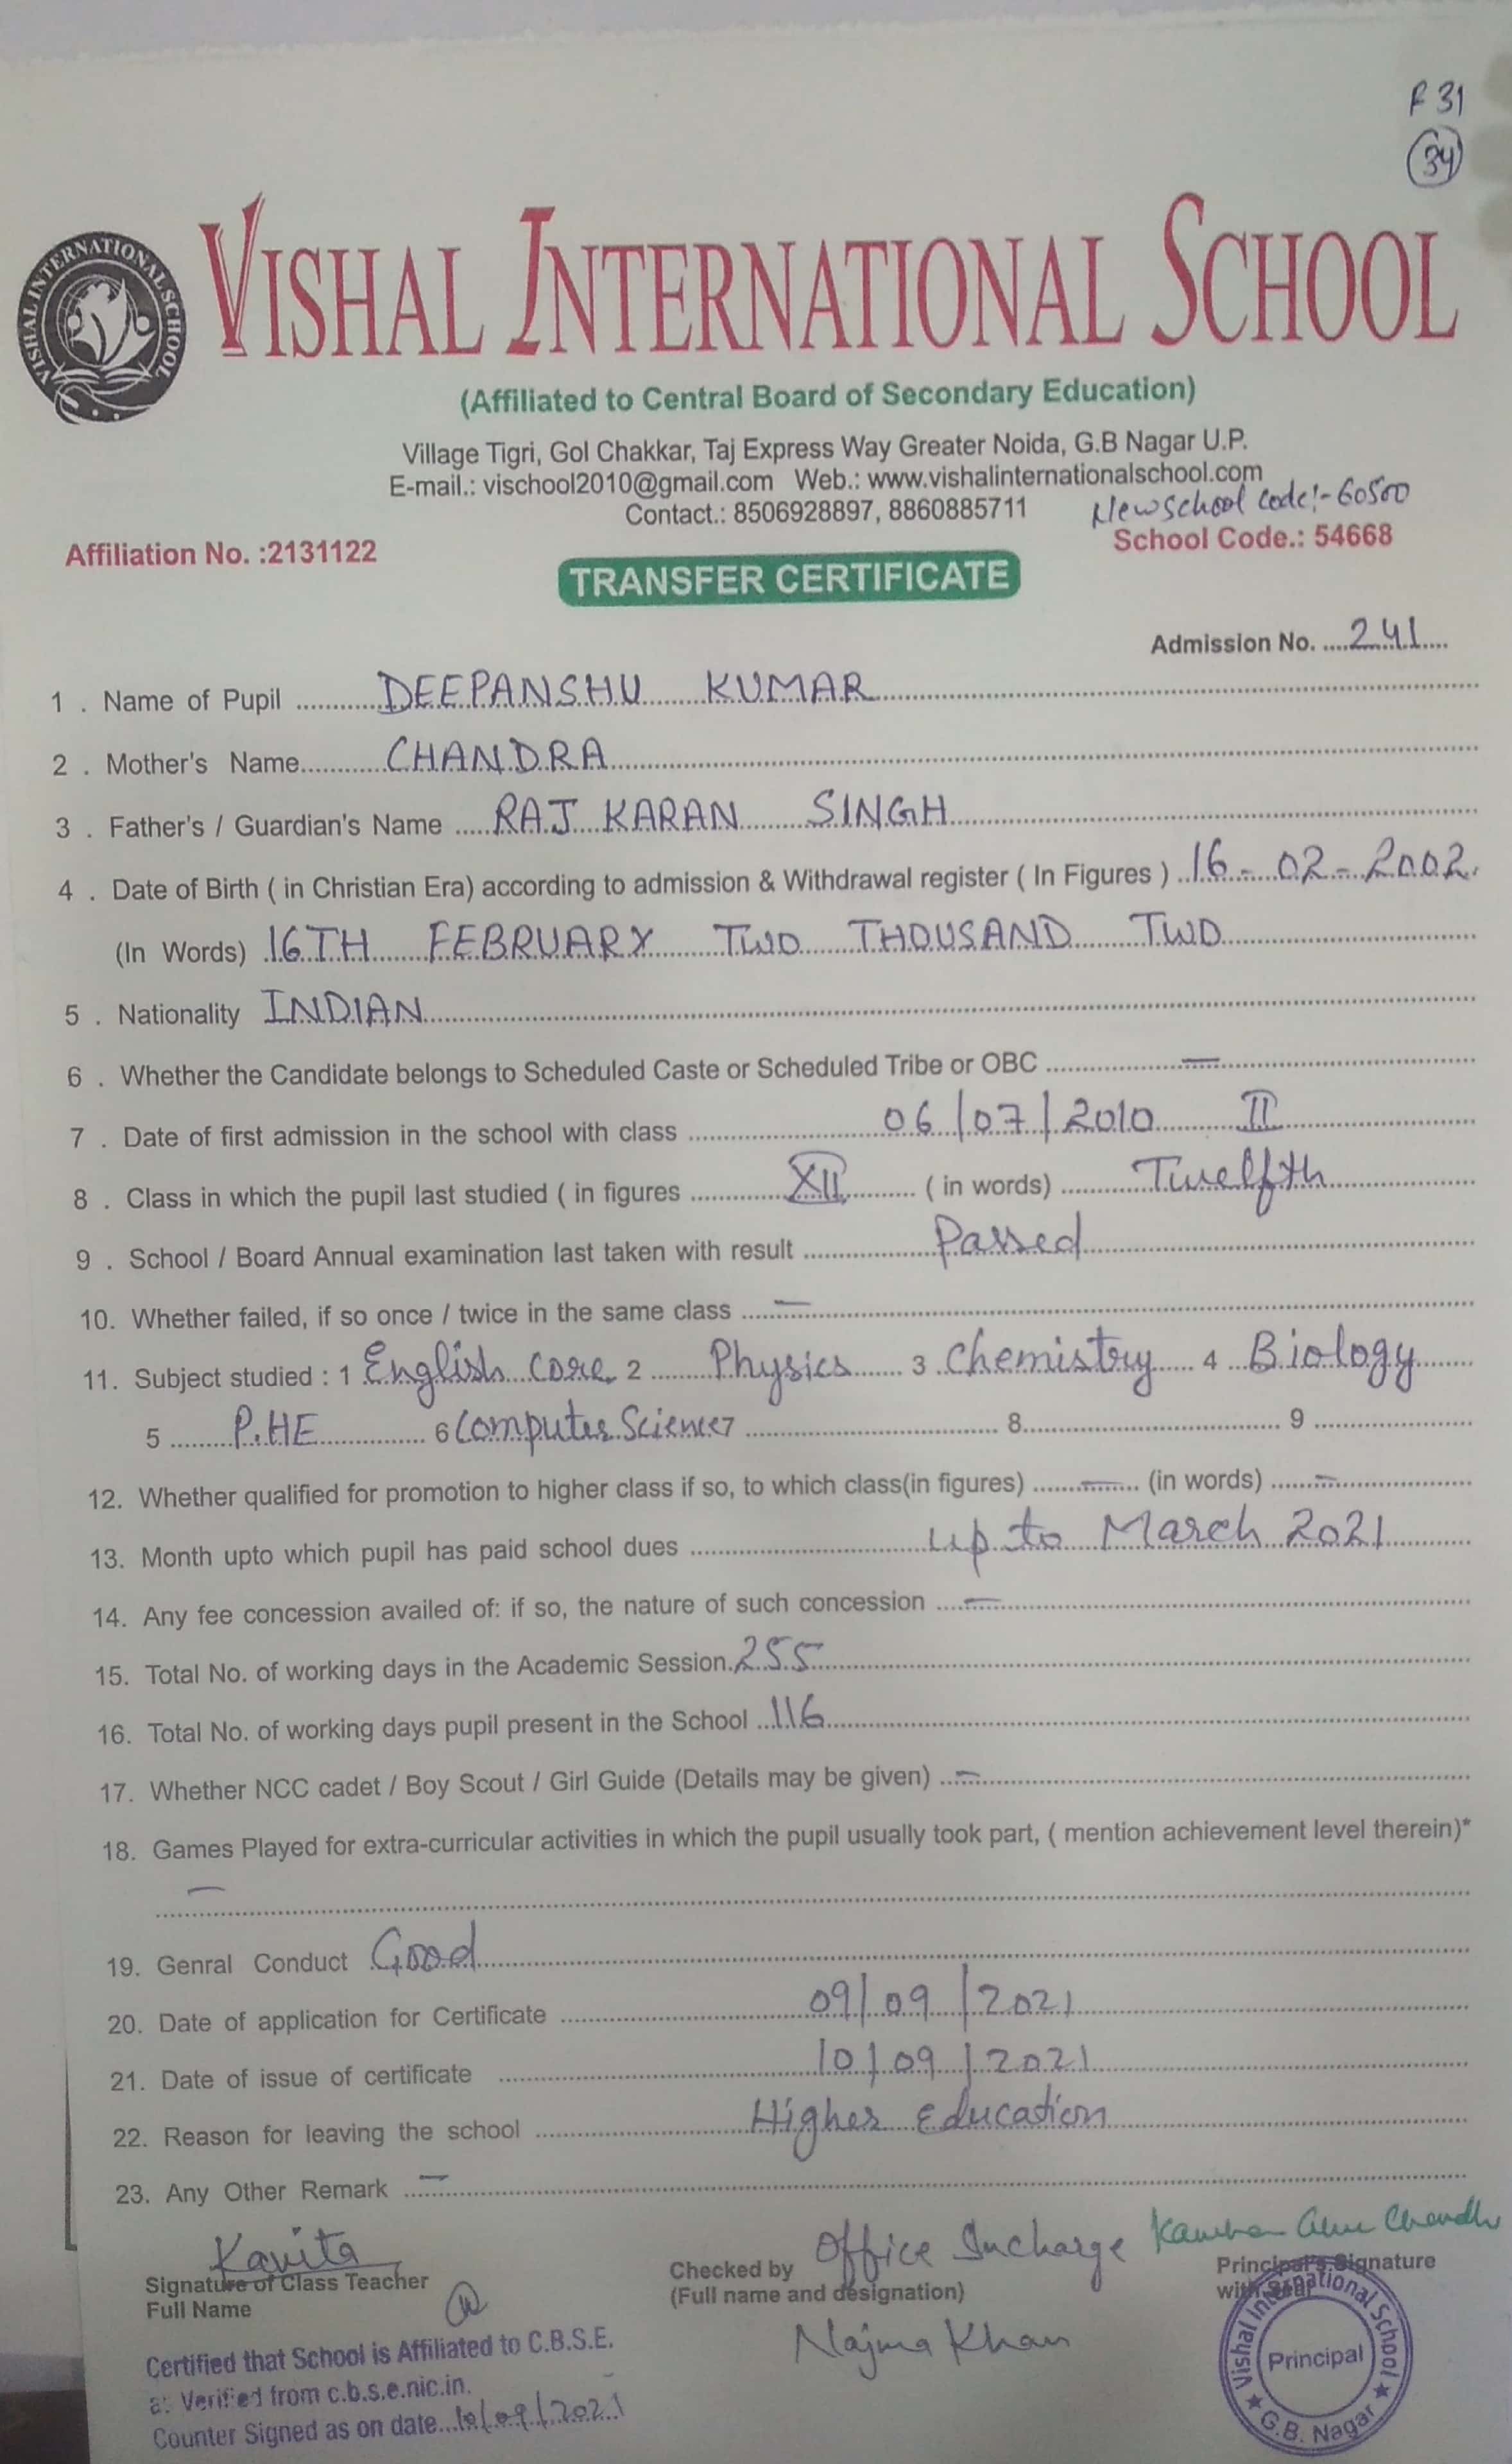 F 31
34
VISHAL INTERNATIONAL SCHOOL
VISHAL INTERNATIONAL SCHOOL
(Affiliated to Central Board of Secondary Education)
Village Tigri, Gol Chakkar, Taj Express Way Greater Noida, G.B Nagar U.P.
E-mail.: vischool2010@gmail.com Web.: www.vishalinternationalschool.com
Contact.: 8506928897, 8860885711
New School Code:- 60500
Affiliation No. :2131122 School Code.: 54668
TRANSFER CERTIFICATE
Admission No. ....241....
1 . Name of Pupil ............DEEPANSHU KUMAR............
2 . Mother's Name............CHANDRA............
3 . Father's / Guardian's Name .....RAJ KARAN SINGH............
4 . Date of Birth ( in Christian Era) according to admission & Withdrawal register ( In Figures ) ..16-02-2002.
(In Words) 16TH FEBRUARY TWO THOUSAND TWO............
5 . Nationality INDIAN............
6 . Whether the Candidate belongs to Scheduled Caste or Scheduled Tribe or OBC ............—............
7 . Date of first admission in the school with class ............06/07/2010 II............
8 . Class in which the pupil last studied ( in figures ............XII............ ( in words) ............Twelfth............
9 . School / Board Annual examination last taken with result ............Passed............
10. Whether failed, if so once / twice in the same class ....—............
11. Subject studied : 1 English Core 2 ........Physics....... 3 Chemistry..... 4 ..Biology.......
5 ........P.HE............ 6 Computer Science 7 ............ 8............ 9 ............
12. Whether qualified for promotion to higher class if so, to which class(in figures) .......—..... (in words) .....—............
13. Month upto which pupil has paid school dues ............up to March 2021............
14. Any fee concession availed of: if so, the nature of such concession ....—............
15. Total No. of working days in the Academic Session.255............
16. Total No. of working days pupil present in the School ..116............
17. Whether NCC cadet / Boy Scout / Girl Guide (Details may be given) ..—............
18. Games Played for extra-curricular activities in which the pupil usually took part, ( mention achievement level therein)*
—............
19. Genral Conduct Good............
20. Date of application for Certificate ............09/09/2021............
21. Date of issue of certificate ............10/09/2021............
22. Reason for leaving the school ............Higher Education............
23. Any Other Remark ..—............
Kavita Office Incharge
Signature of Class Teacher Checked by Principal's Signature
Full Name (Full name and designation) with Seal
Najma Khan
Certified that School is Affiliated to C.B.S.E.
as Verified from c.b.s.e.nic.in.
Counter Signed as on date...10/09/2021
Vishal International School
Principal
G.B. Nagar